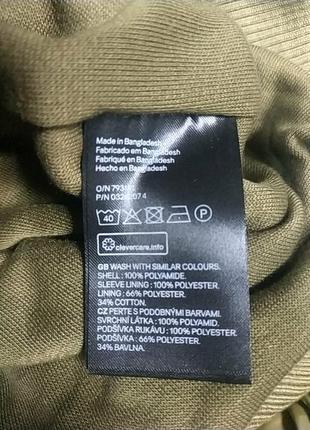 Made in Bangladesh
Fabricado em Bangladesh
Fabriqué en Bangladesh
Hecho en Bangladesh
O/N
P/N
40 P
clevercare.info
GB WASH WITH SIMILAR COLOURS.
SHELL : 100% POLYAMIDE.
SLEEVE LINING : 100% POLYESTER.
LINING : 66% POLYESTER.
34% COTTON.
CZ PERTE S PODOBNÝMI BARVAMI.
SVRCHNÍ LÁTKA : 100% POLYAMID.
PODŠÍVKA RUKÁVU : 100% POLYESTER.
PODŠÍVKA : 66% POLYESTER.
34% BAVLNA.